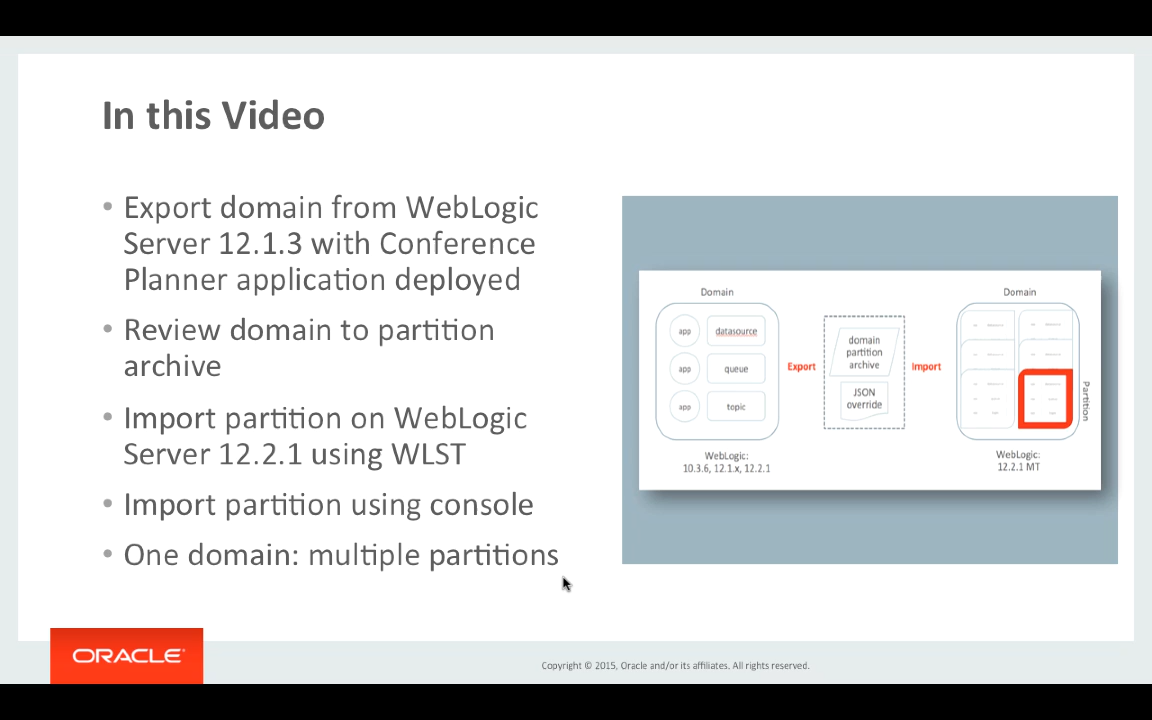 In this Video
• Export domain from WebLogic
Server 12.1.3 with Conference
Planner application deployed
• Review domain to partition
archive
• Import partition on WebLogic
Server 12.2.1 using WLST
• Import partition using console
• One domain: multiple partitions
Domain
app
datasource
app
queue
app
topic
WebLogic:
10.3.6, 12.1.x, 12.2.1
Export
domain
partition
archive
JSON
override
Import
Domain
Partition
WebLogic:
12.2.1 MT
ORACLE
Copyright © 2015, Oracle and/or its affiliates. All rights reserved.